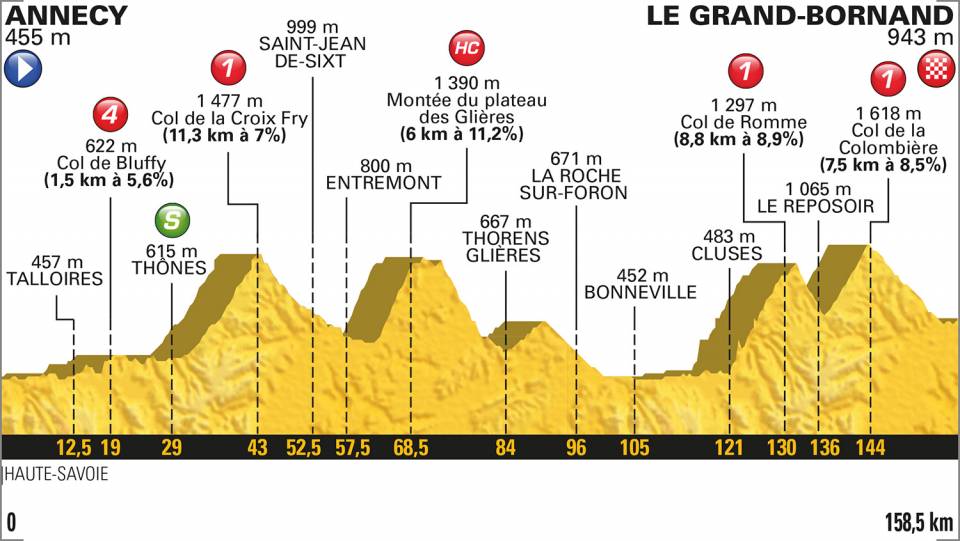 ANNECY
455 m
LE GRAND-BORNAND
943 m
999 m
SAINT-JEAN
DE-SIXT
HC
1 390 m
Montée du plateau
des Glières
(6 km à 11,2%)
1
1 477 m
Col de la Croix Fry
(11,3 km à 7%)
4
622 m
Col de Bluffy
(1,5 km à 5,6%)
1
1 297 m
Col de Romme
(8,8 km à 8,9%)
1
1 618 m
Col de la
Colombière
(7,5 km à 8,5%)
800 m
ENTREMONT
671 m
LA ROCHE
SUR-FORON
1 065 m
LE REPOSOIR
S
615 m
THÔNES
457 m
TALLOIRES
667 m
THORENS
GLIÈRES
483 m
CLUSES
452 m
BONNEVILLE
12,5 19 29 43 52,5 57,5 68,5 84 96 105 121 130 136 144
HAUTE-SAVOIE
0
158,5 km